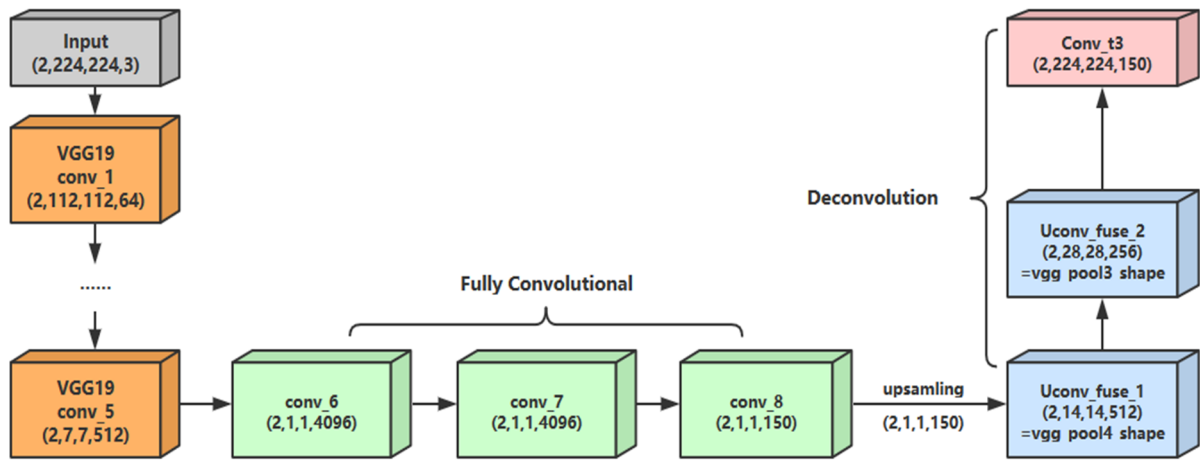 Input
(2,224,224,3)
VGG19
conv_1
(2,112,112,64)
......
VGG19
conv_5
(2,7,7,512)
Fully Convolutional
conv_6
(2,1,1,4096)
conv_7
(2,1,1,4096)
conv_8
(2,1,1,150)
upsamling
(2,1,1,150)
Deconvolution
Conv_t3
(2,224,224,150)
Uconv_fuse_2
(2,28,28,256)
=vgg pool3 shape
Uconv_fuse_1
(2,14,14,512)
=vgg pool4 shape